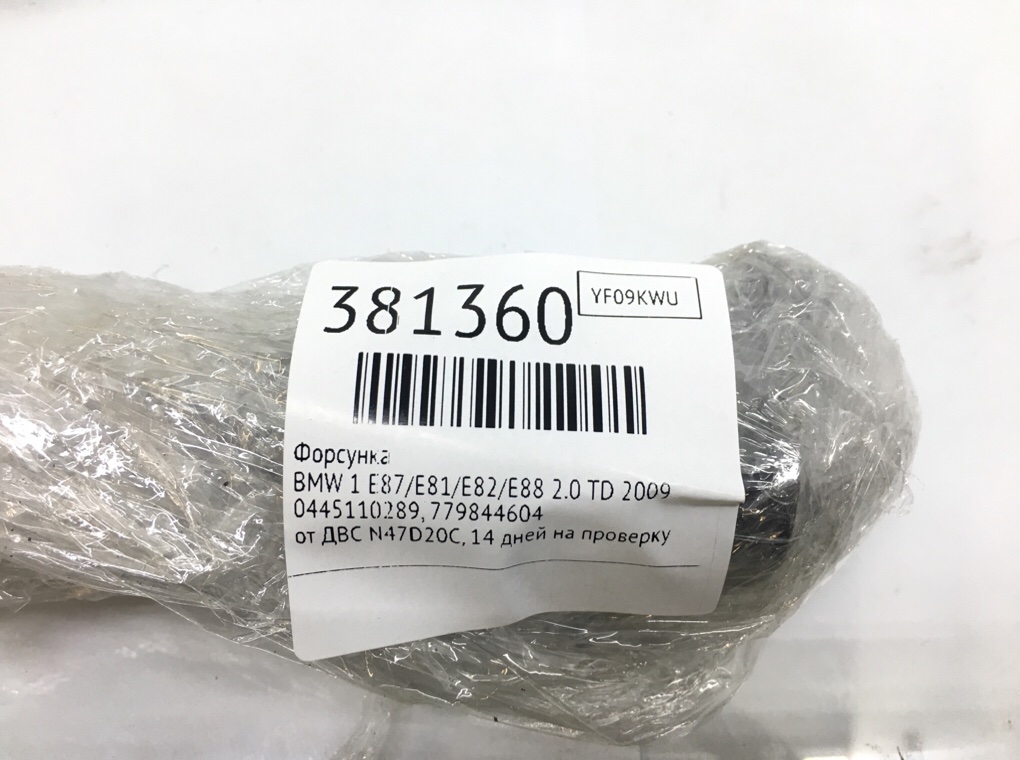 381360
YF09KWU
Форсунка
BMW 1 E87/E81/E82/E88 2.0 TD 2009
0445110289, 779844604
от ДВС N47D20C, 14 дней на проверку